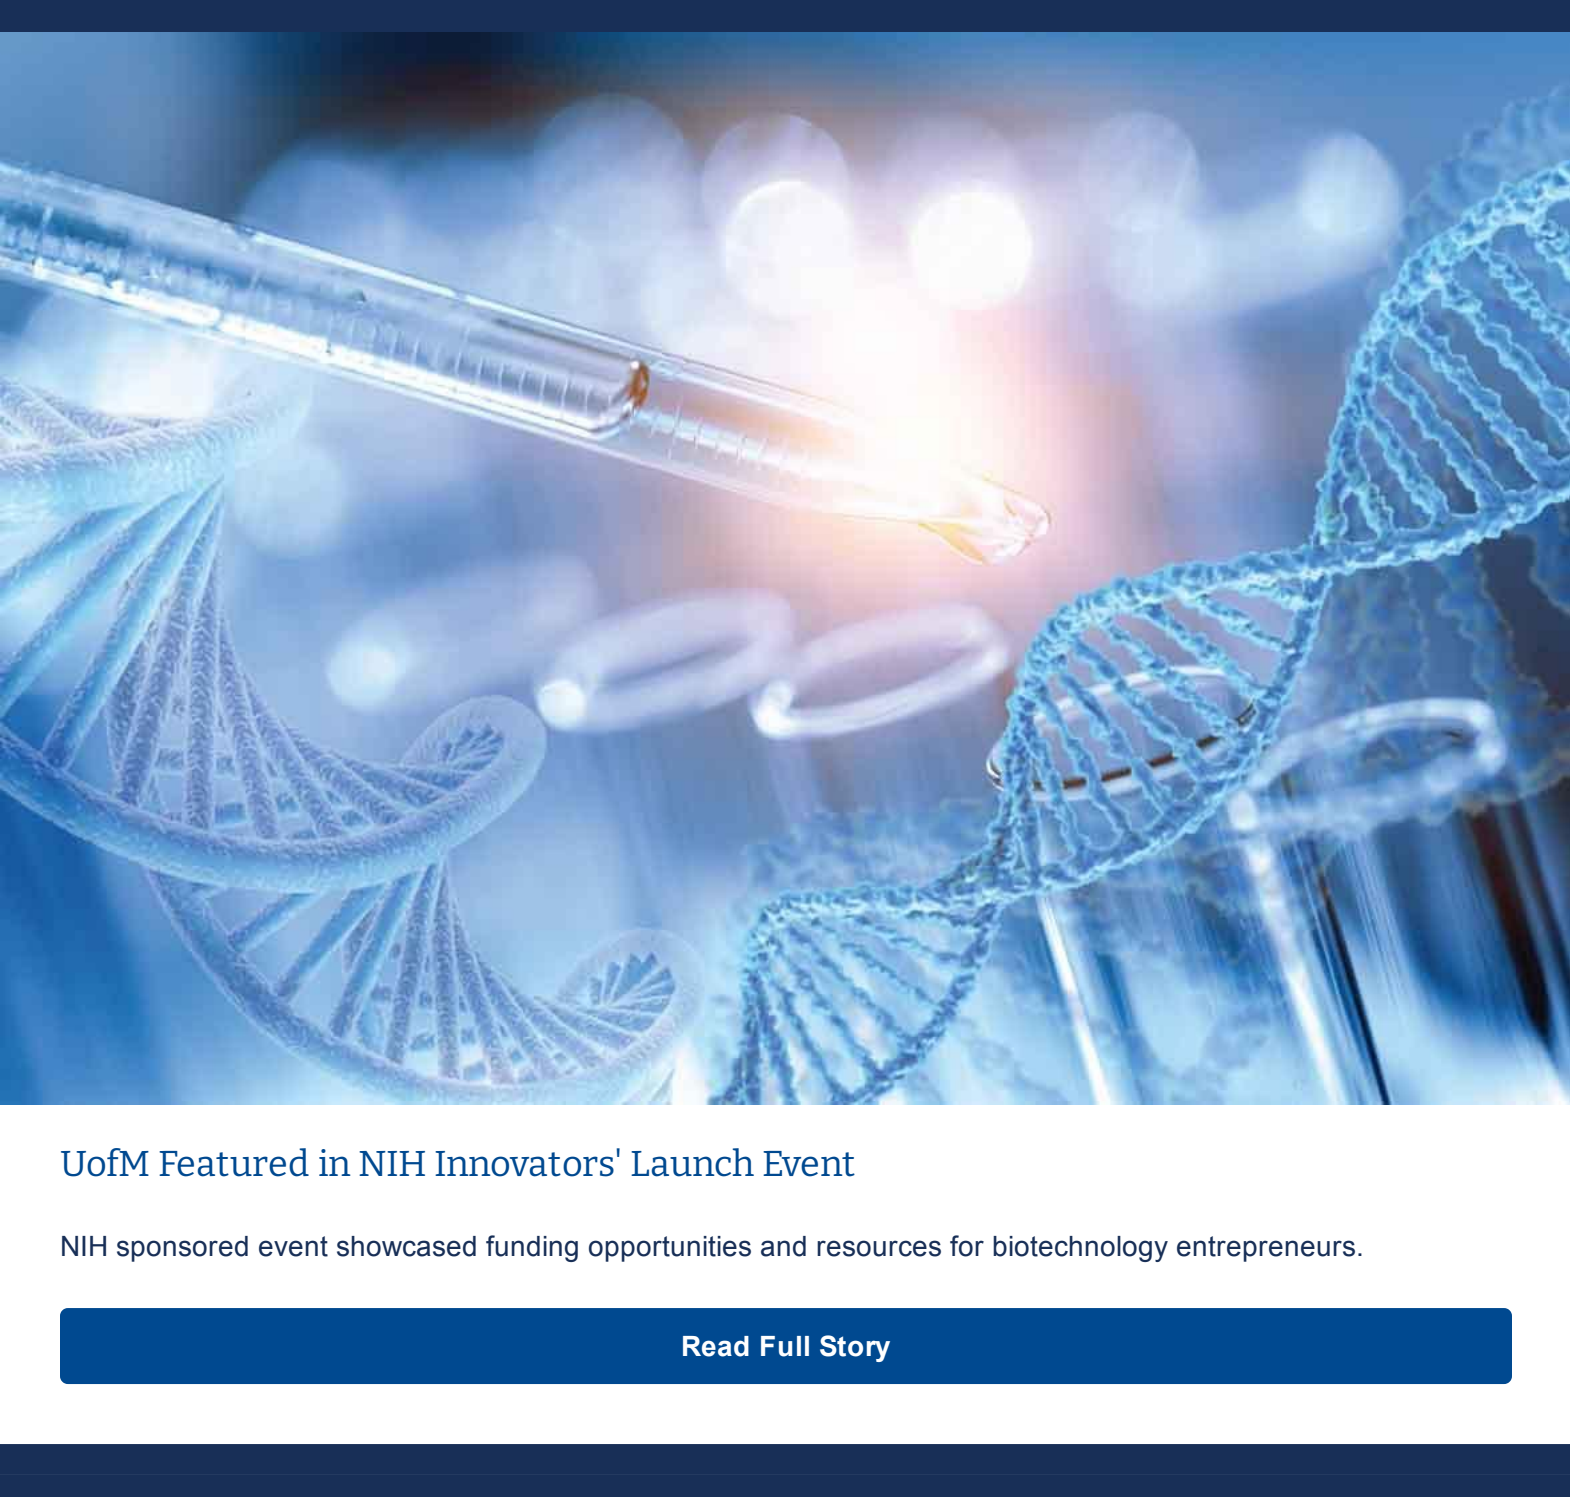 UofM Featured in NIH Innovators' Launch Event
NIH sponsored event showcased funding opportunities and resources for biotechnology entrepreneurs.
Read Full Story